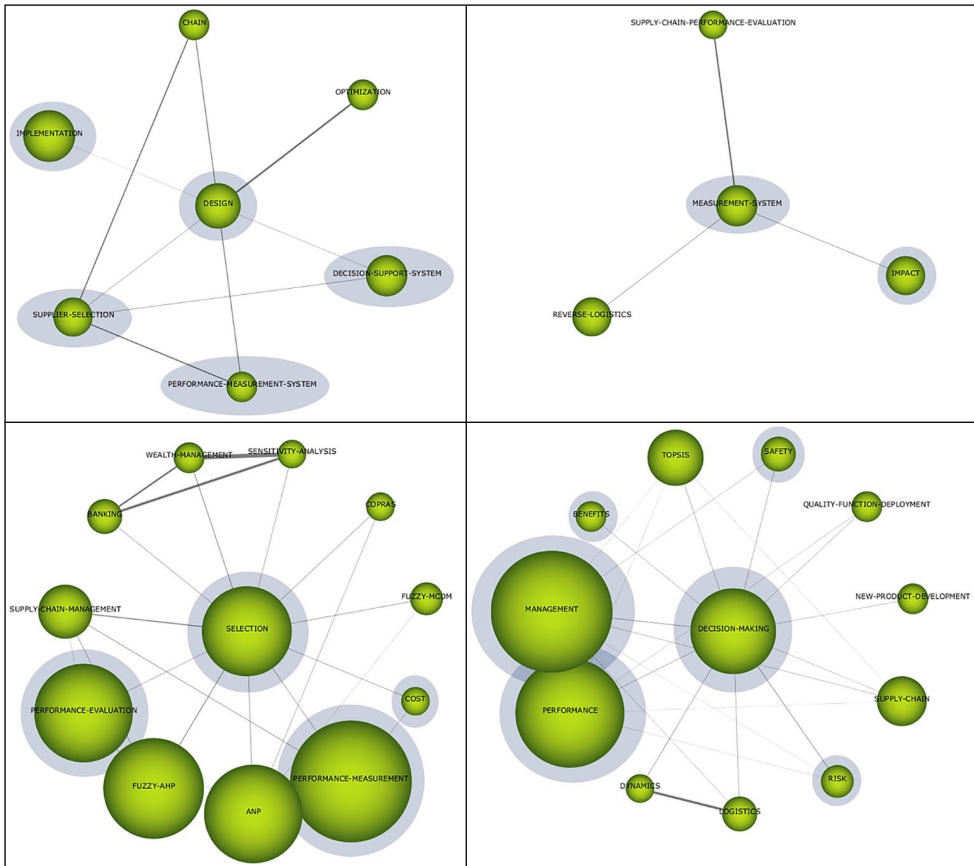 CHAIN
OPTIMIZATION
IMPLEMENTATION
DESIGN
DECISION-SUPPORT-SYSTEM
SUPPLIER-SELECTION
PERFORMANCE-MEASUREMENT-SYSTEM
SUPPLY-CHAIN-PERFORMANCE-EVALUATION
MEASUREMENT-SYSTEM
IMPACT
REVERSE-LOGISTICS
WEALTH-MANAGEMENT
SENSITIVITY-ANALYSIS
BANKING
COPRAS
FUZZY-MCDM
SUPPLY-CHAIN-MANAGEMENT
SELECTION
COST
PERFORMANCE-EVALUATION
PERFORMANCE-MEASUREMENT
FUZZY-AHP
ANP
TOPSIS
SAFETY
QUALITY-FUNCTION-DEPLOYMENT
BENEFITS
NEW-PRODUCT-DEVELOPMENT
MANAGEMENT
DECISION-MAKING
SUPPLY-CHAIN
PERFORMANCE
RISK
DYNAMICS
LOGISTICS